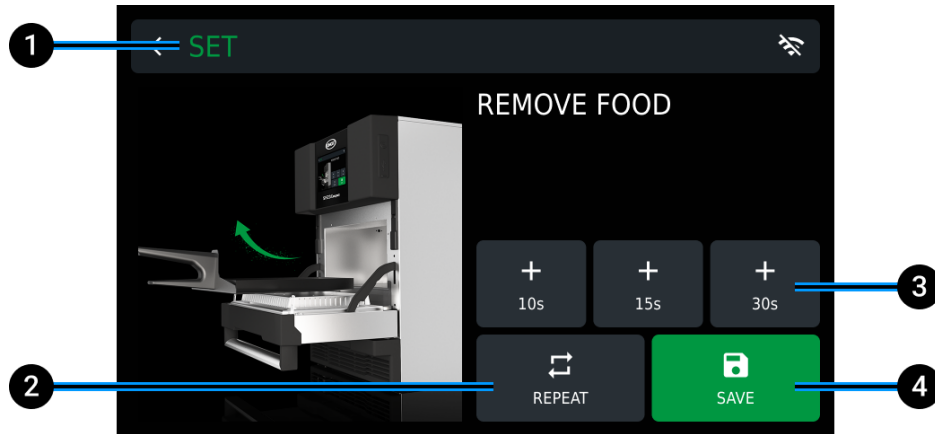 1
SET
REMOVE FOOD
+ + +
10s 15s 30s
3
2
REPEAT SAVE
4